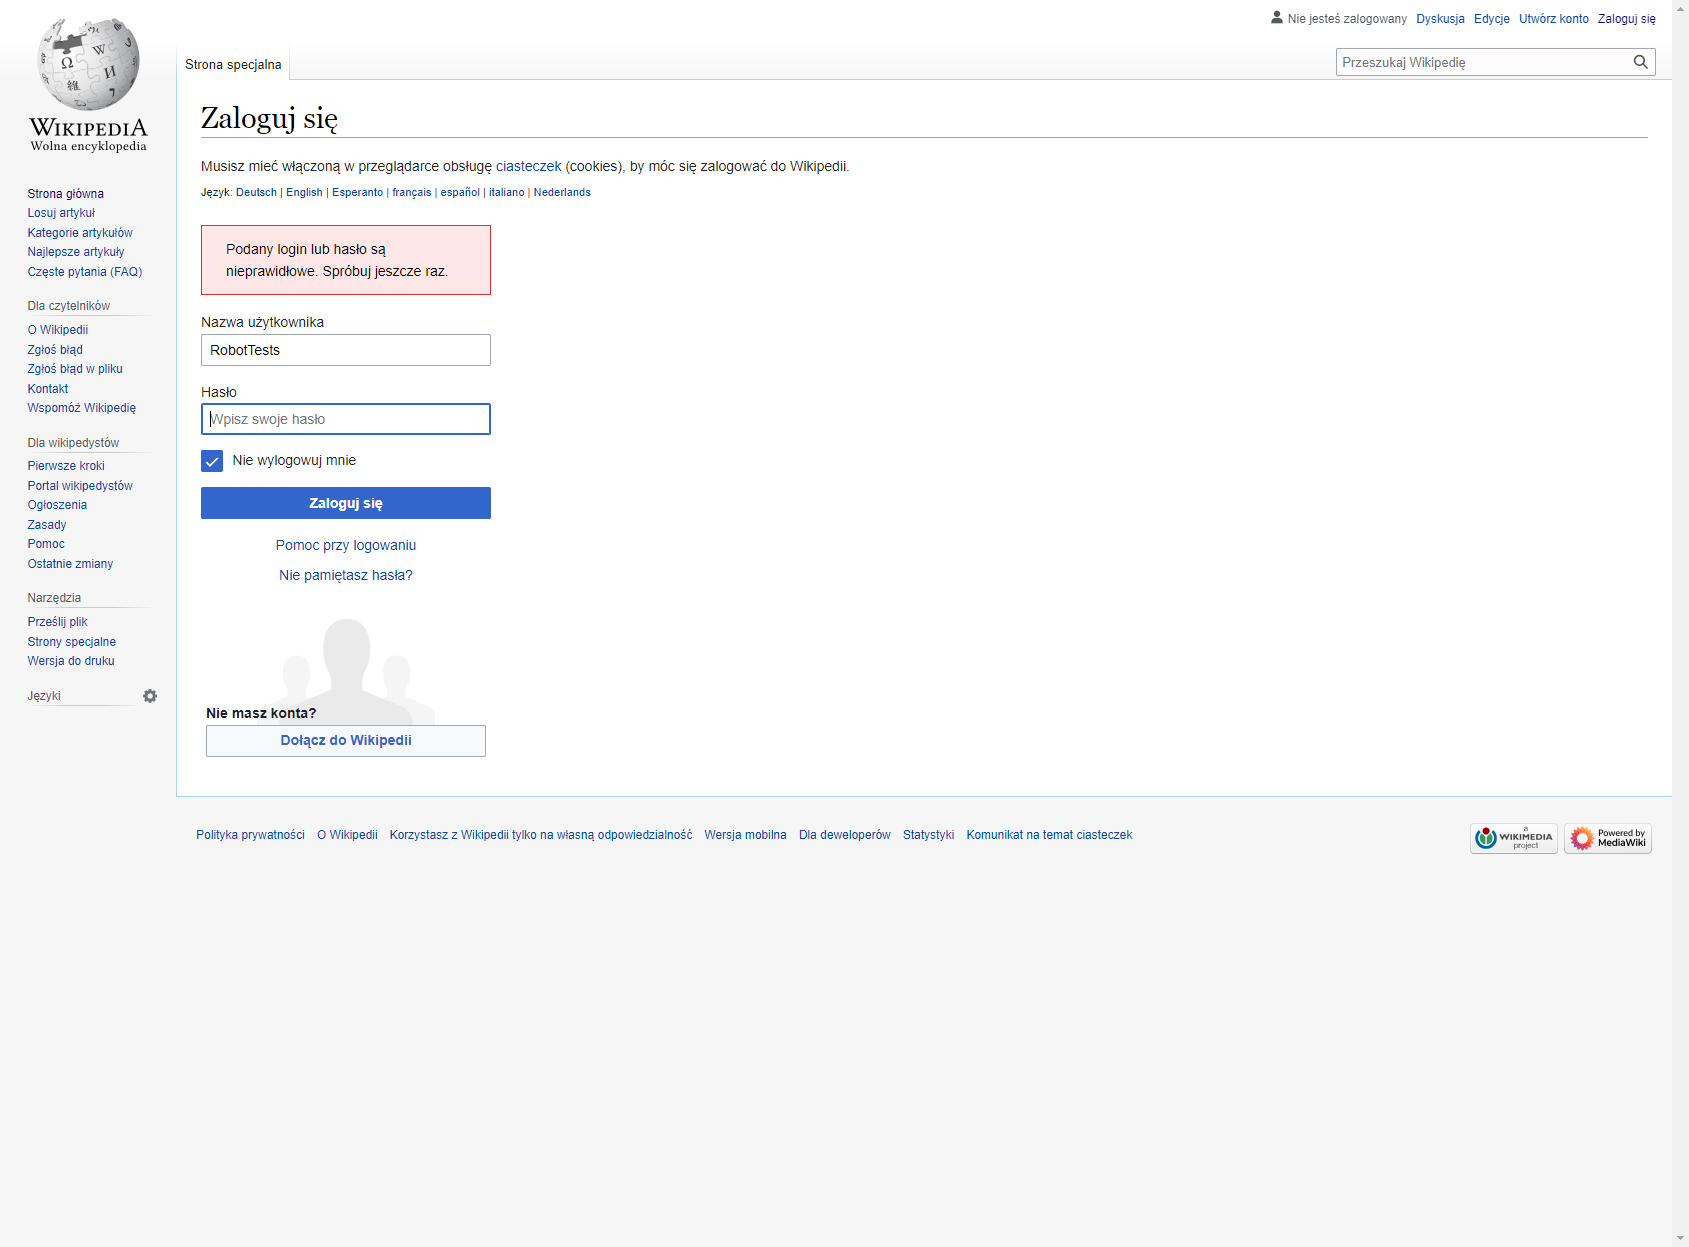 Nie jesteś zalogowany Dyskusja Edycje Utwórz konto Zaloguj się
Strona specjalna
Przeszukaj Wikipedię
WIKIPEDIA
Wolna encyklopedia
Strona główna
Losuj artykuł
Kategorie artykułów
Najlepsze artykuły
Częste pytania (FAQ)
Dla czytelników
O Wikipedii
Zgłoś błąd
Zgłoś błąd w pliku
Kontakt
Wspomóż Wikipedię
Dla wikipedystów
Pierwsze kroki
Portal wikipedystów
Ogłoszenia
Zasady
Pomoc
Ostatnie zmiany
Narzędzia
Prześlij plik
Strony specjalne
Wersja do druku
Języki
Zaloguj się
Musisz mieć włączoną w przeglądarce obsługę ciasteczek (cookies), by móc się zalogować do Wikipedii.
Język: Deutsch | English | Esperanto | français | español | italiano | Nederlands
Podany login lub hasło są
nieprawidłowe. Spróbuj jeszcze raz.
Nazwa użytkownika
RobotTests
Hasło
Wpisz swoje hasło
Nie wylogowuj mnie
Zaloguj się
Pomoc przy logowaniu
Nie pamiętasz hasła?
Nie masz konta?
Dołącz do Wikipedii
Polityka prywatności O Wikipedii Korzystasz z Wikipedii tylko na własną odpowiedzialność Wersja mobilna Dla deweloperów Statystyki Komunikat na temat ciasteczek
a
WIKIMEDIA
project
Powered by
MediaWiki